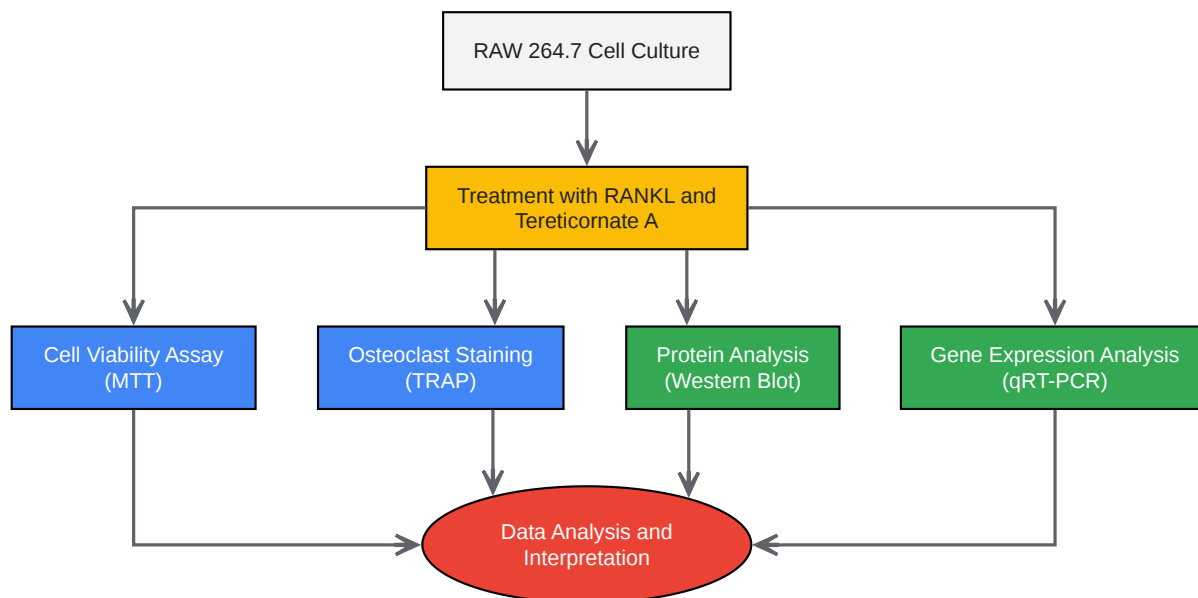 RAW 264.7 Cell Culture
Treatment with RANKL and
Tereticornate A
Cell Viability Assay
(MTT)
Osteoclast Staining
(TRAP)
Protein Analysis
(Western Blot)
Gene Expression Analysis
(qRT-PCR)
Data Analysis and
Interpretation